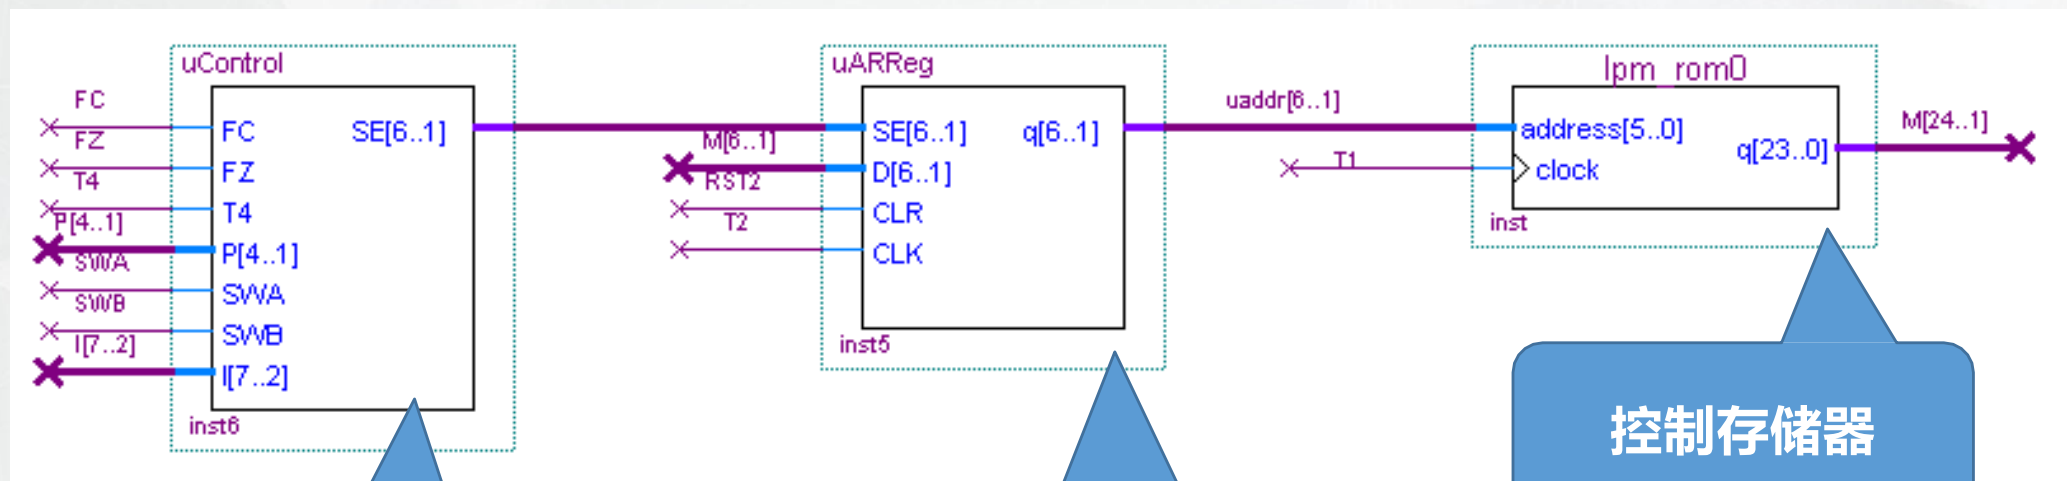 uControl
FC
FZ
T4
P[4..1]
SWA
SWB
I[7..2]
FC
FZ
T4
P[4..1]
SWA
SWB
I[7..2]
SE[6..1]
inst6
uARReg
M[6..1]
RST2
T2
SE[6..1]
D[6..1]
CLR
CLK
q[6..1]
inst5
uaddr[6..1]
T1
lpm_rom0
address[5..0]
clock
q[23..0]
inst
M[24..1]
控制存储器